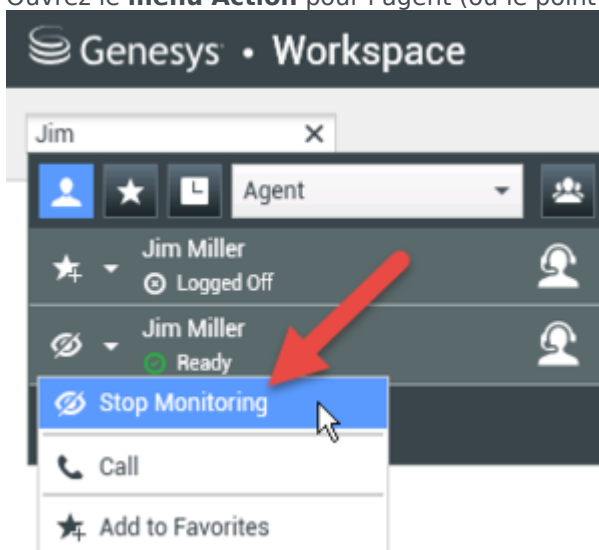 Ouvrez le menu Action pour l'agent (ou le point
Genesys • Workspace
Jim
Agent
Jim Miller
Logged Off
Jim Miller
Ready
Stop Monitoring
Call
Add to Favorites